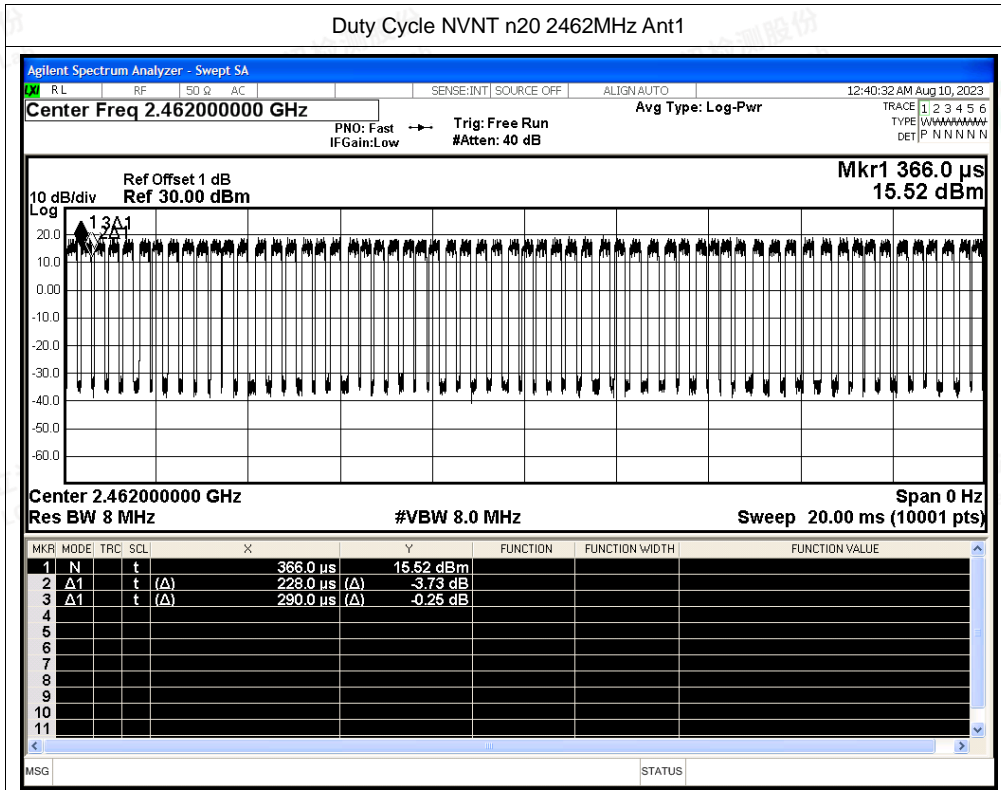 Duty Cycle NVNT n20 2462MHz Ant1
Agilent Spectrum Analyzer - Swept SA
LXI RL RF 50 Ω AC SENSE:INT SOURCE OFF ALIGN AUTO 12:40:32 AM Aug 10, 2023
Center Freq 2.462000000 GHz
PNO: Fast
IFGain:Low
Trig: Free Run
#Atten: 40 dB
Avg Type: Log-Pwr
TRACE 1 2 3 4 5 6
TYPE WWWWWW
DET P N N N N N
Mkr1 366.0 µs
15.52 dBm
Ref Offset 1 dB
10 dB/div Ref 30.00 dBm
Log
1 3Δ1
2Δ1
20.0
10.0
0.00
-10.0
-20.0
-30.0
-40.0
-50.0
-60.0
Center 2.462000000 GHz Span 0 Hz
Res BW 8 MHz #VBW 8.0 MHz Sweep 20.00 ms (10001 pts)
MKR MODE TRC SCL X Y FUNCTION FUNCTION WIDTH FUNCTION VALUE
1 N t 366.0 µs 15.52 dBm
2 Δ1 t (Δ) 228.0 µs (Δ) -3.73 dB
3 Δ1 t (Δ) 290.0 µs (Δ) -0.25 dB
4
5
6
7
8
9
10
11
MSG STATUS